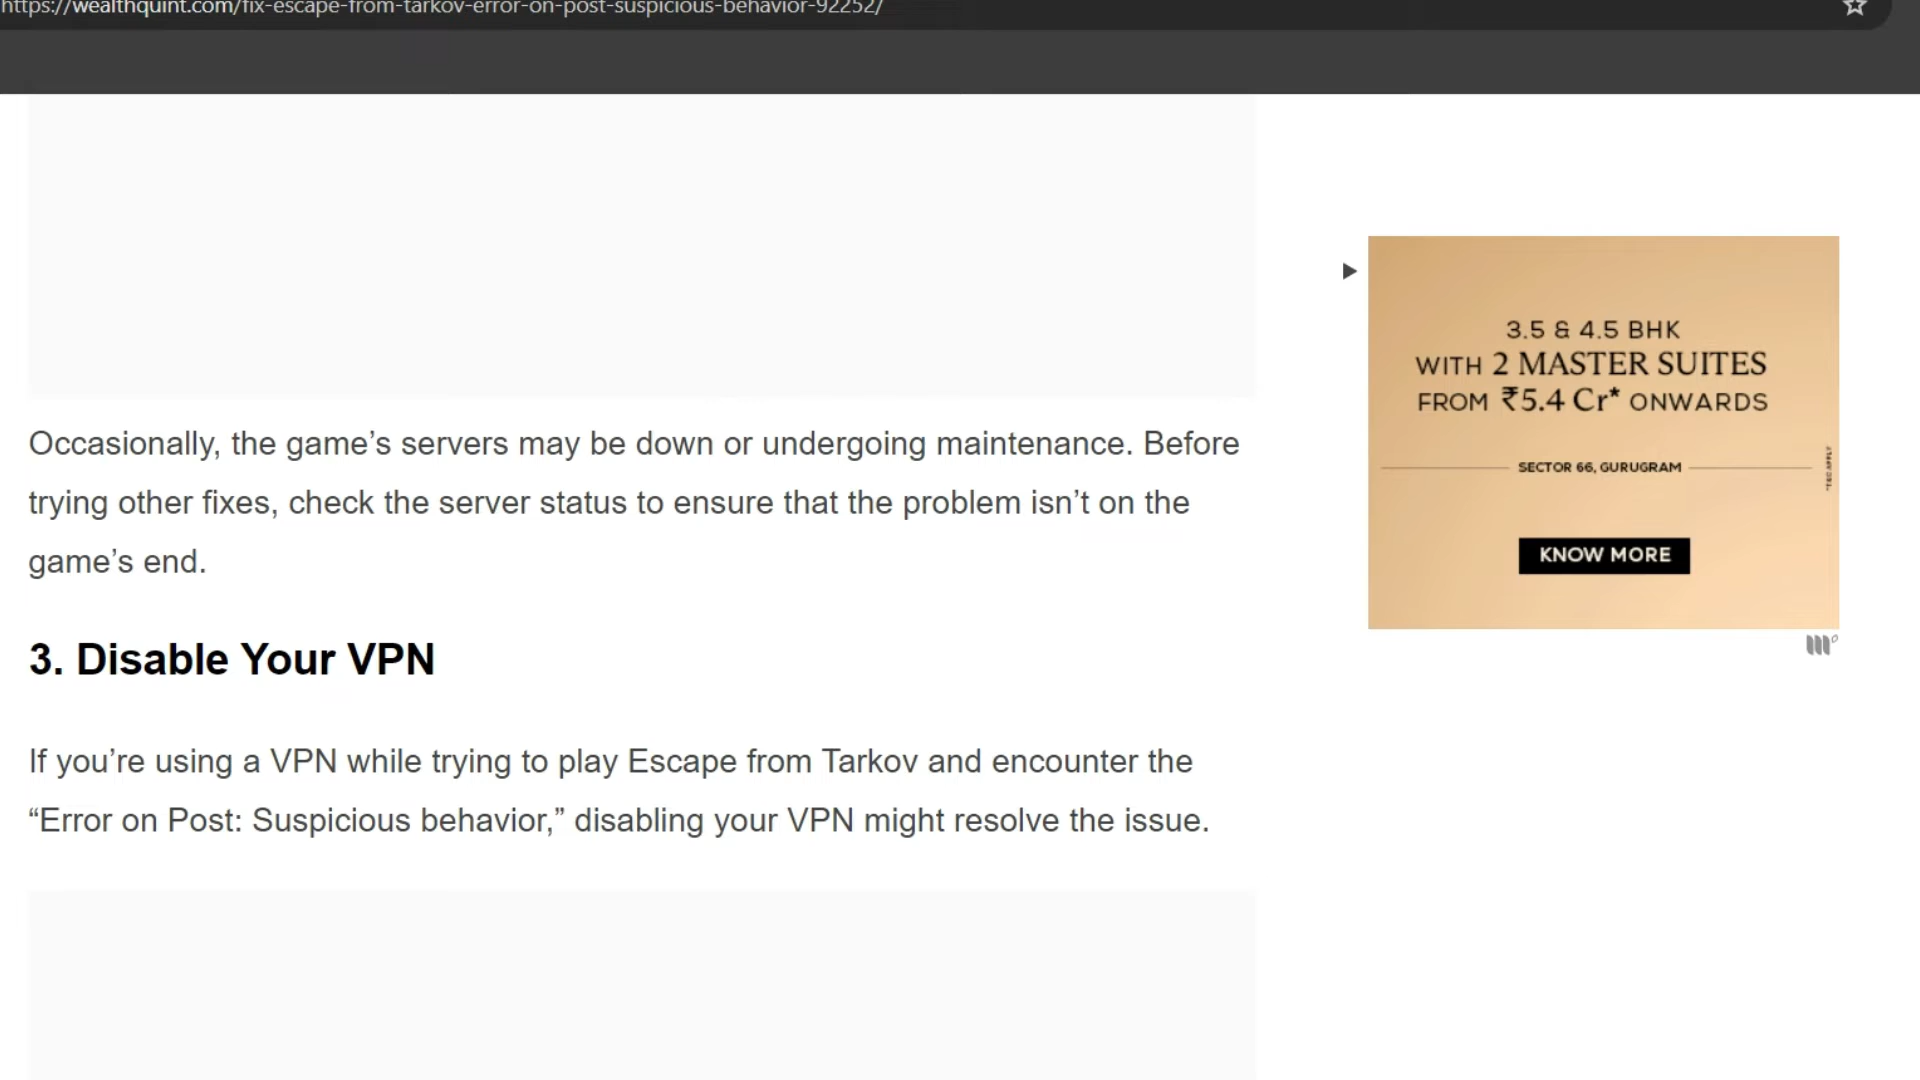 https://wealthquint.com/fix-escape-from-tarkov-error-on-post-suspicious-behavior-92252/
Occasionally, the game’s servers may be down or undergoing maintenance. Before
trying other fixes, check the server status to ensure that the problem isn’t on the
game’s end.
3. Disable Your VPN
If you’re using a VPN while trying to play Escape from Tarkov and encounter the
“Error on Post: Suspicious behavior,” disabling your VPN might resolve the issue.
3.5 & 4.5 BHK
WITH 2 MASTER SUITES
FROM ₹5.4 Cr* ONWARDS
SECTOR 66, GURUGRAM
*T&C APPLY
KNOW MORE